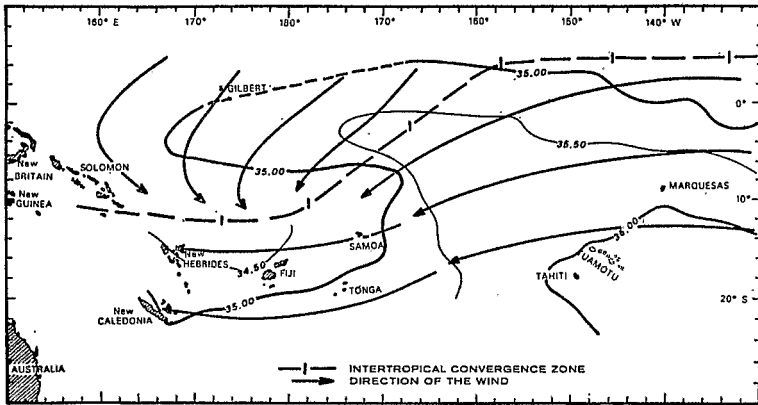 160° E
170°
180°
170°
160°
150°
140° W
GILBERT
35.00
0°
35.50
New
BRITAIN
SOLOMON
35.00
New
GUINEA
MARQUESAS
10°
SAMOA
36.00
New
HEBRIDES
34.50
FIJI
TUAMOTU
TAHITI
TONGA
35.00
20° S
New
CALEDONIA
AUSTRALIA
INTERTROPICAL CONVERGENCE ZONE
DIRECTION OF THE WIND